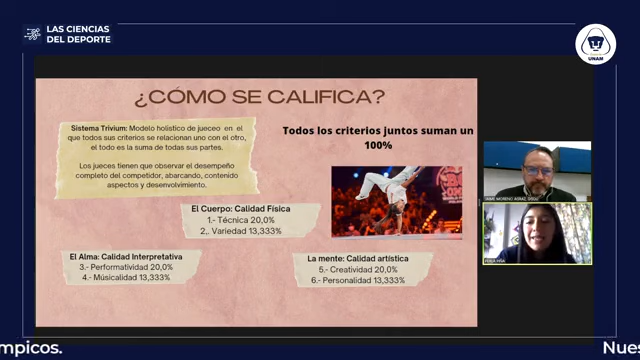 LAS CIENCIAS
DEL DEPORTE
UNAM
¿CÓMO SE CALIFICA?
Sistema Trivium: Modelo holístico de jueceo en el
que todos sus criterios se relacionan uno con el otro,
el todo es la suma de todas sus partes.
Los jueces tienen que observar el desempeño
completo del competidor, abarcando, contenido
aspectos y desenvolvimiento.
Todos los criterios juntos suman un
100%
El Cuerpo: Calidad Física
1.- Técnica 20,0%
2,. Variedad 13,333%
El Alma: Calidad Interpretativa
3.- Performatividad 20.0%
4.- Músicalidad 13,333%
La mente: Calidad artística
5.- Creatividad 20.0%
6.- Personalidad 13,333%
JAIME MORENO
mpicos.
Nues